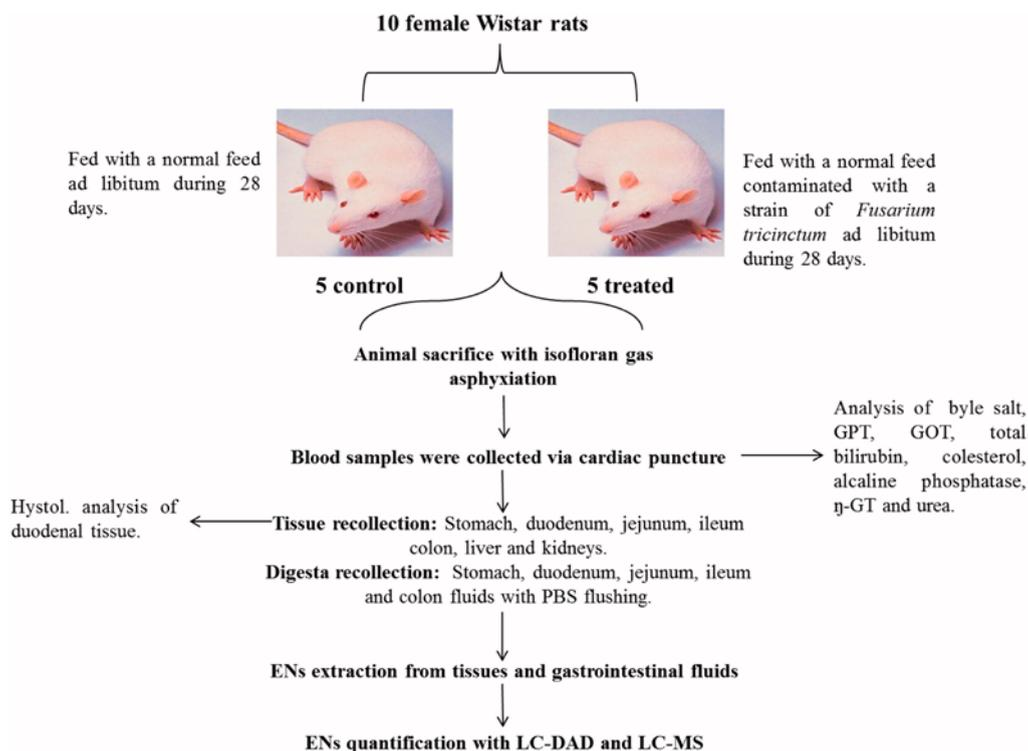 10 female Wistar rats
Fed with a normal feed
ad libitum during 28
days.
Fed with a normal feed
contaminated with a
strain of Fusarium
tricinctum ad libitum
during 28 days.
5 control
5 treated
Animal sacrifice with isofloran gas
asphyxiation
Blood samples were collected via cardiac puncture
Analysis of byle salt,
GPT, GOT, total
bilirubin, colesterol,
alcaline phosphatase,
ŋ-GT and urea.
Hystol. analysis of
duodenal tissue.
Tissue recollection: Stomach, duodenum, jejunum, ileum
colon, liver and kidneys.
Digesta recollection: Stomach, duodenum, jejunum, ileum
and colon fluids with PBS flushing.
ENs extraction from tissues and gastrointestinal fluids
ENs quantification with LC-DAD and LC-MS